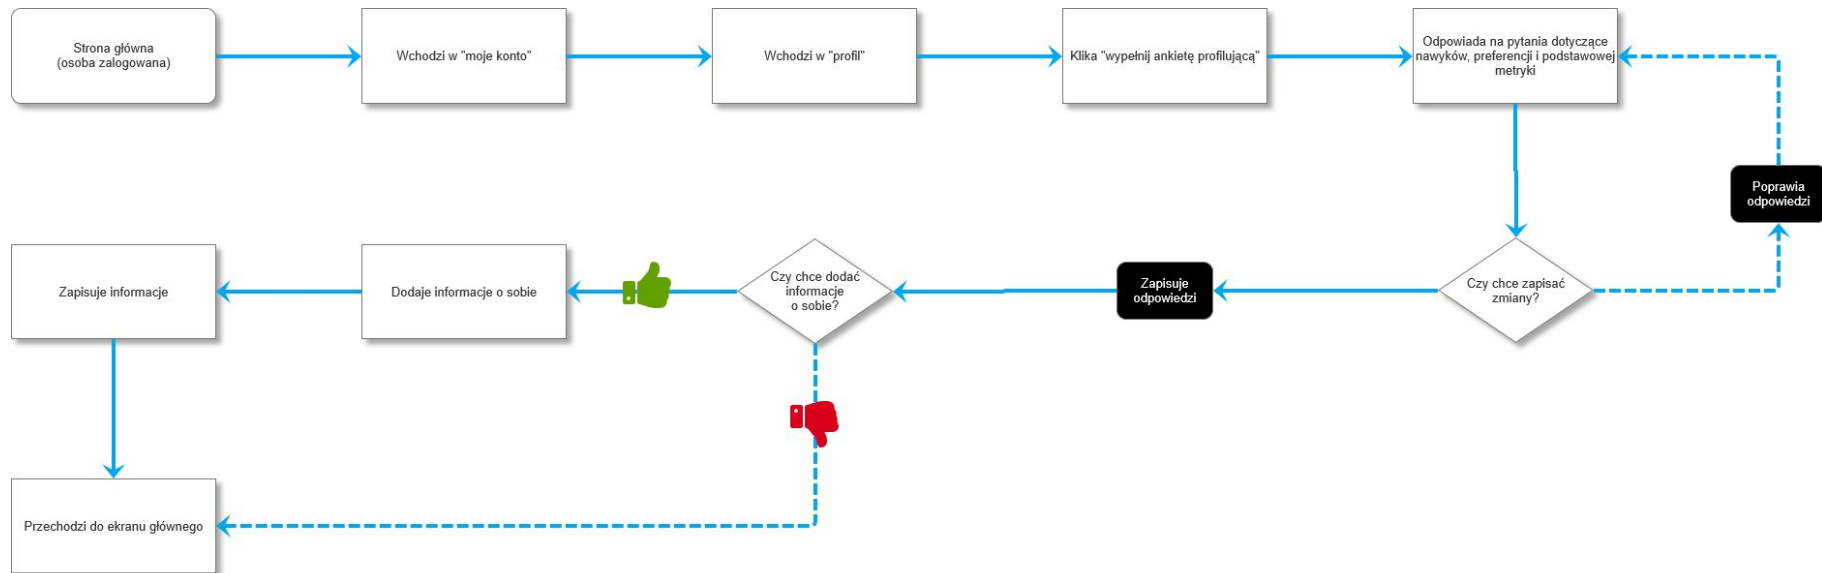 Strona główna
(osoba zalogowana)
Wchodzi w "moje konto"
Wchodzi w "profil"
Klika "wypełnij ankietę profilującą"
Odpowiada na pytania dotyczące
nawyków, preferencji i podstawowej
metryki
Poprawia
odpowiedzi
Czy chce zapisać
zmiany?
Zapisuje
odpowiedzi
Czy chce dodać
informacje
o sobie?
Dodaje informacje o sobie
Zapisuje informacje
Przechodzi do ekranu głównego